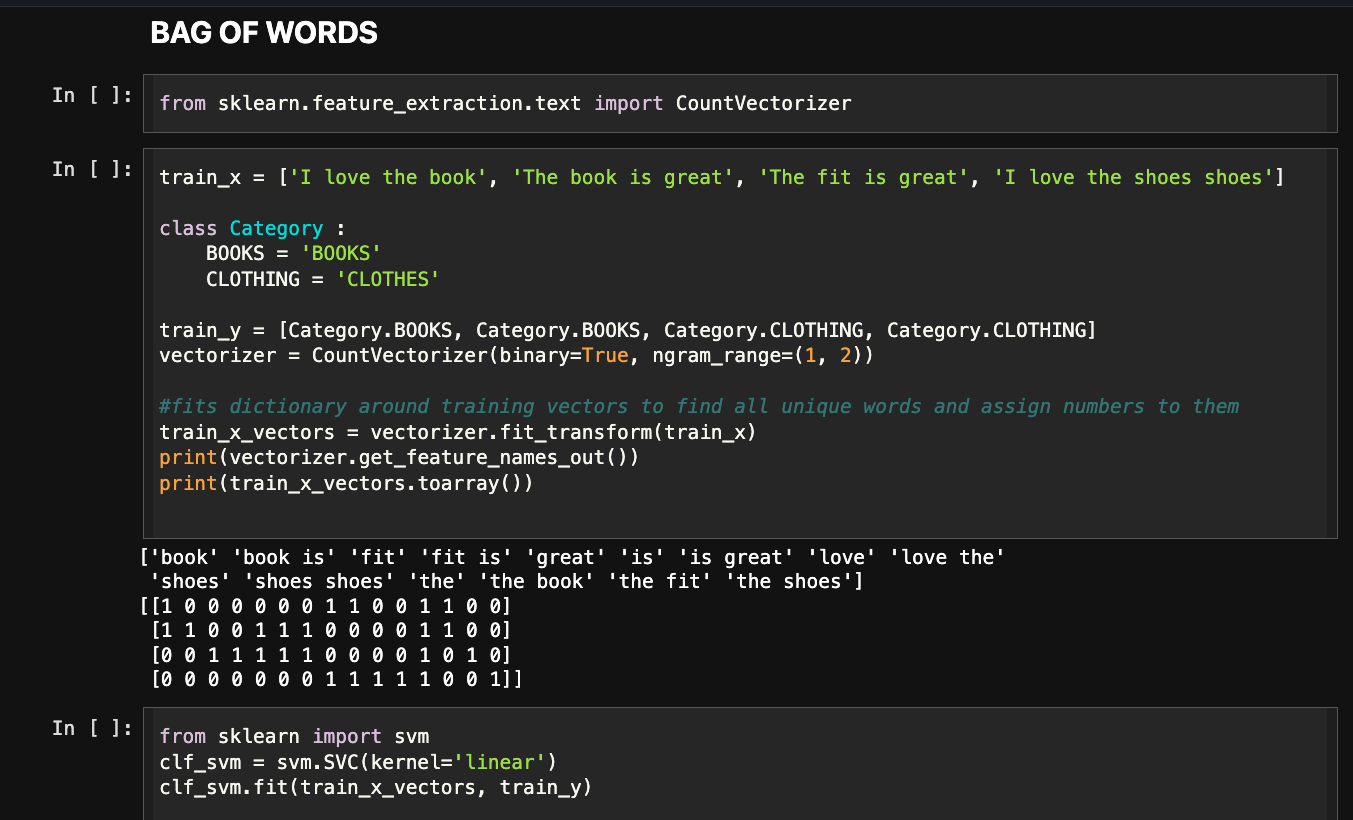 BAG OF WORDS
In [ ]:
from sklearn.feature_extraction.text import CountVectorizer
In [ ]:
train_x = ['I love the book', 'The book is great', 'The fit is great', 'I love the shoes shoes']
class Category :
    BOOKS = 'BOOKS'
    CLOTHING = 'CLOTHES'
train_y = [Category.BOOKS, Category.BOOKS, Category.CLOTHING, Category.CLOTHING]
vectorizer = CountVectorizer(binary=True, ngram_range=(1, 2))
#fits dictionary around training vectors to find all unique words and assign numbers to them
train_x_vectors = vectorizer.fit_transform(train_x)
print(vectorizer.get_feature_names_out())
print(train_x_vectors.toarray())
['book' 'book is' 'fit' 'fit is' 'great' 'is' 'is great' 'love' 'love the'
 'shoes' 'shoes shoes' 'the' 'the book' 'the fit' 'the shoes']
[[1 0 0 0 0 0 0 1 1 0 0 1 1 0 0]
 [1 1 0 0 1 1 1 0 0 0 0 1 1 0 0]
 [0 0 1 1 1 1 1 0 0 0 0 1 0 1 0]
 [0 0 0 0 0 0 0 1 1 1 1 1 0 0 1]]
In [ ]:
from sklearn import svm
clf_svm = svm.SVC(kernel='linear')
clf_svm.fit(train_x_vectors, train_y)